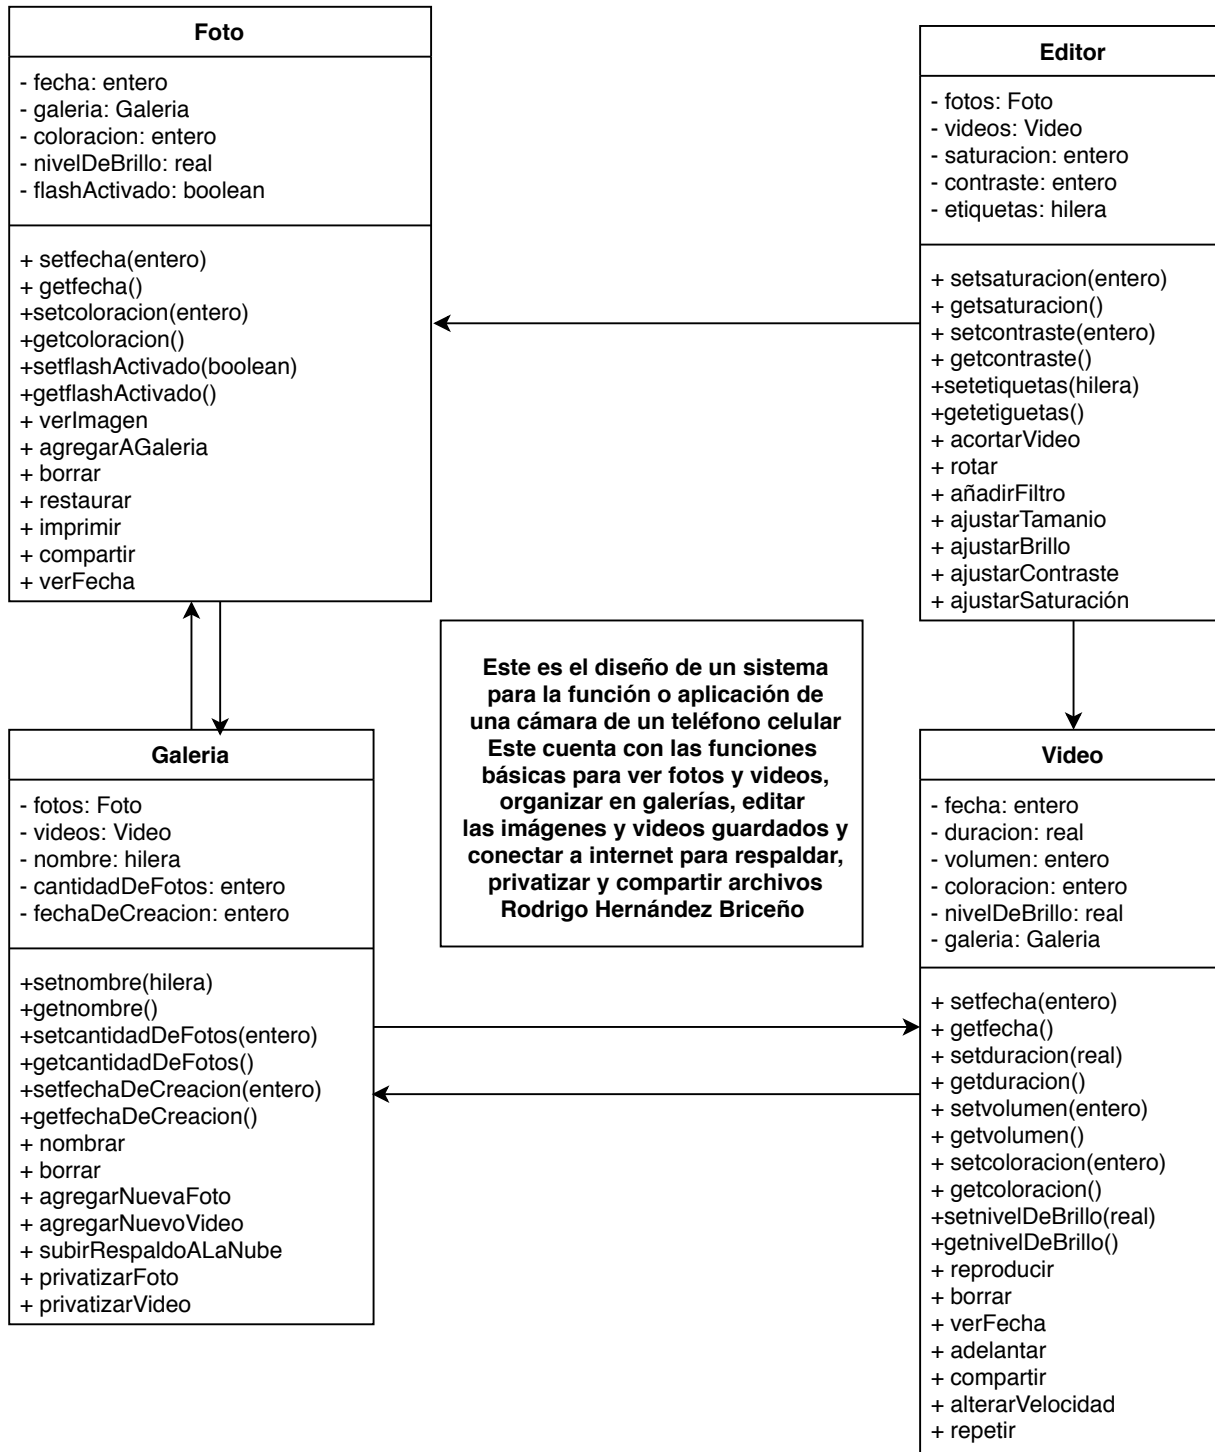 Foto
- fecha: entero
- galeria: Galeria
- coloracion: entero
- nivelDeBrillo: real
- flashActivado: boolean
+ setfecha(entero)
+ getfecha()
+setcoloracion(entero)
+getcoloracion()
+setflashActivado(boolean)
+getflashActivado()
+ verImagen
+ agregarAGaleria
+ borrar
+ restaurar
+ imprimir
+ compartir
+ verFecha
Editor
- fotos: Foto
- videos: Video
- saturacion: entero
- contraste: entero
- etiquetas: hilera
+ setsaturacion(entero)
+ getsaturacion()
+ setcontraste(entero)
+ getcontraste()
+setetiquetas(hilera)
+getetiguetas()
+ acortarVideo
+ rotar
+ añadirFiltro
+ ajustarTamanio
+ ajustarBrillo
+ ajustarContraste
+ ajustarSaturación
Este es el diseño de un sistema
para la función o aplicación de
una cámara de un teléfono celular
Este cuenta con las funciones
básicas para ver fotos y videos,
organizar en galerías, editar
las imágenes y videos guardados y
conectar a internet para respaldar,
privatizar y compartir archivos
Rodrigo Hernández Briceño
Galeria
- fotos: Foto
- videos: Video
- nombre: hilera
- cantidadDeFotos: entero
- fechaDeCreacion: entero
+setnombre(hilera)
+getnombre()
+setcantidadDeFotos(entero)
+getcantidadDeFotos()
+setfechaDeCreacion(entero)
+getfechaDeCreacion()
+ nombrar
+ borrar
+ agregarNuevaFoto
+ agregarNuevoVideo
+ subirRespaldoALaNube
+ privatizarFoto
+ privatizarVideo
Video
- fecha: entero
- duracion: real
- volumen: entero
- coloracion: entero
- nivelDeBrillo: real
- galeria: Galeria
+ setfecha(entero)
+ getfecha()
+ setduracion(real)
+ getduracion()
+ setvolumen(entero)
+ getvolumen()
+ setcoloracion(entero)
+ getcoloracion()
+setnivelDeBrillo(real)
+getnivelDeBrillo()
+ reproducir
+ borrar
+ verFecha
+ adelantar
+ compartir
+ alterarVelocidad
+ repetir